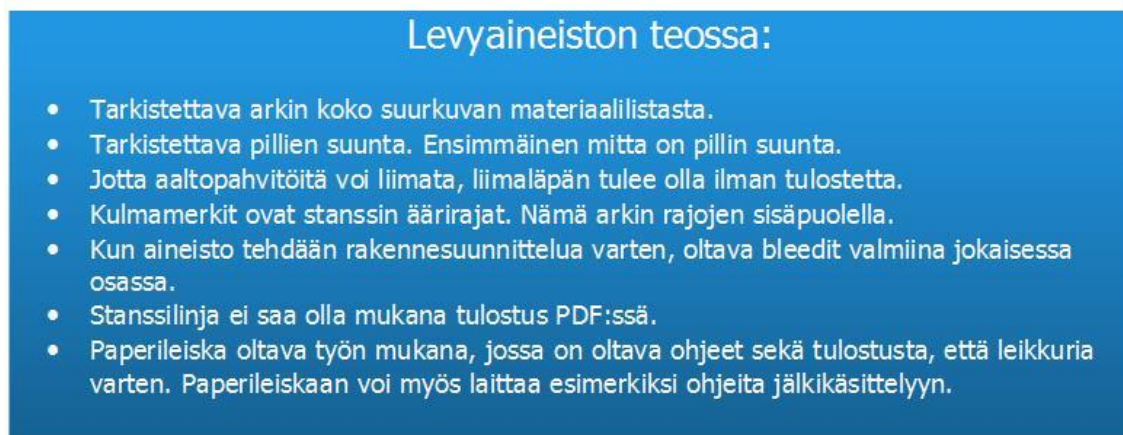 Levyaineiston teossa:
• Tarkistettava arkin koko suurkuvan materiaalilistasta.
• Tarkistettava pillien suunta. Ensimmäinen mitta on pillin suunta.
• Jotta aaltopahvitöitä voi liimata, liimaläpän tulee olla ilman tulostetta.
• Kulmamerkit ovat stanssin äärirajat. Nämä arkin rajojen sisäpuolella.
• Kun aineisto tehdään rakennesuunnittelua varten, oltava bleedit valmiina jokaisessa
osassa.
• Stanssilinja ei saa olla mukana tulostus PDF:ssä.
• Paperileiska oltava työn mukana, jossa on oltava ohjeet sekä tulostusta, että leikkuria
varten. Paperileiskaan voi myös laittaa esimerkiksi ohjeita jälkikäsittelyyn.